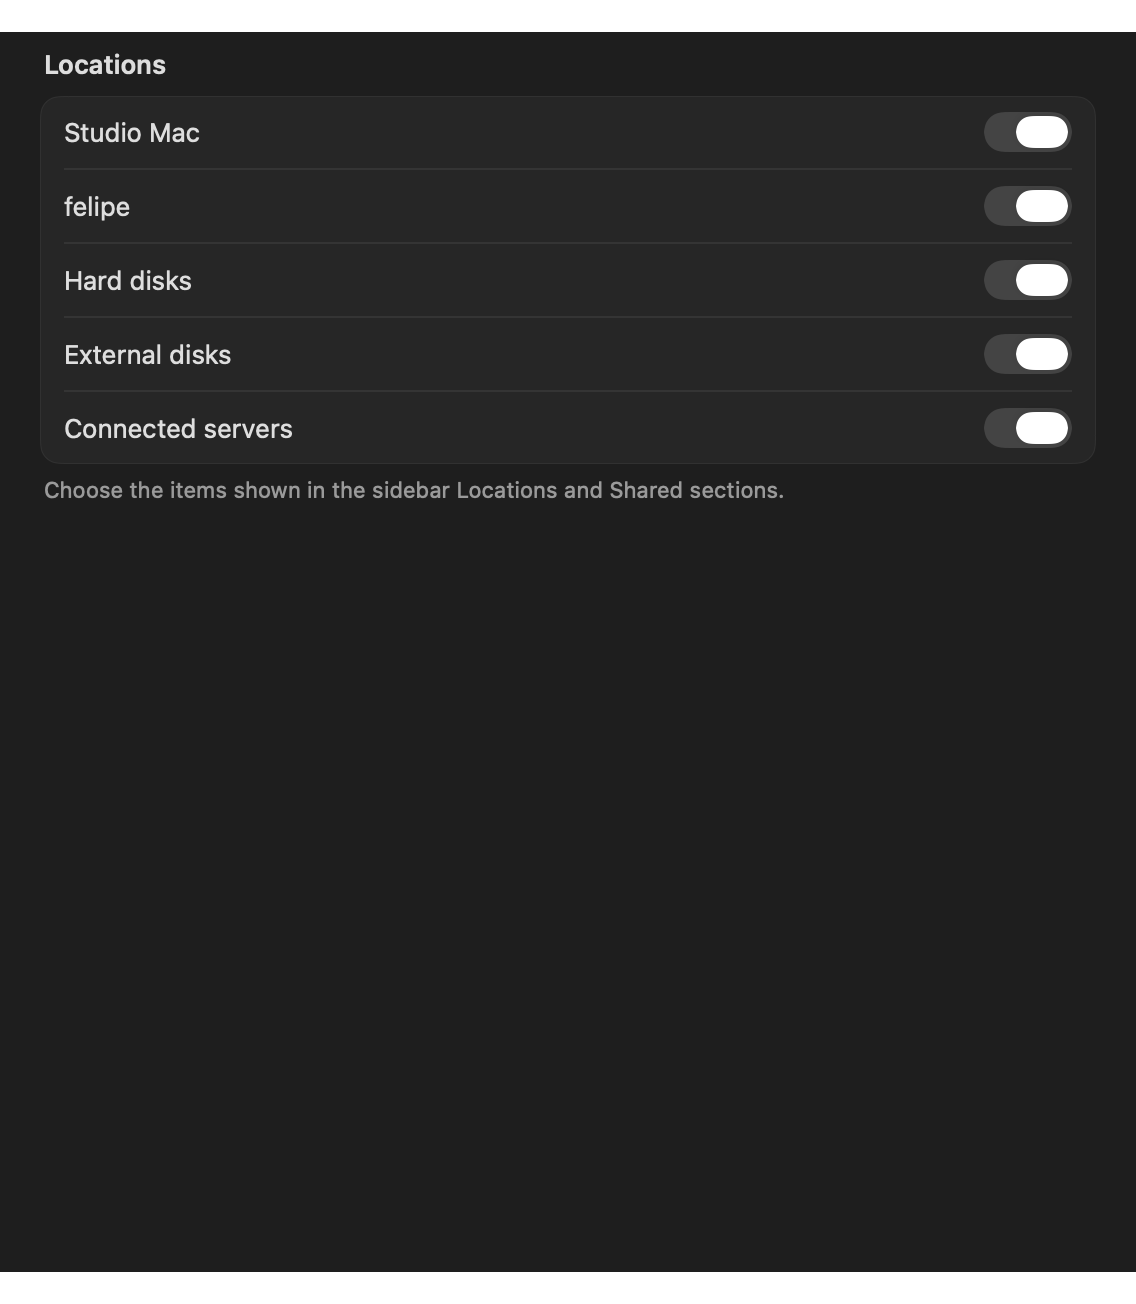 Locations
Studio Mac
felipe
Hard disks
External disks
Connected servers
Choose the items shown in the sidebar Locations and Shared sections.